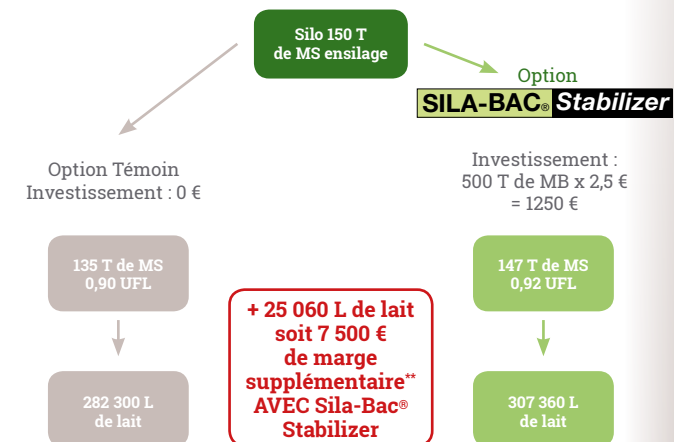 Silo 150 T
de MS ensilage
Option
SILA-BAC® Stabilizer
Option Témoin
Investissement : 0 €
Investissement :
500 T de MB x 2,5 €
= 1250 €
135 T de MS
0,90 UFL
147 T de MS
0,92 UFL
+ 25 060 L de lait
soit 7 500 €
de marge
supplémentaire**
AVEC Sila-Bac®
Stabilizer
282 300 L
de lait
307 360 L
de lait